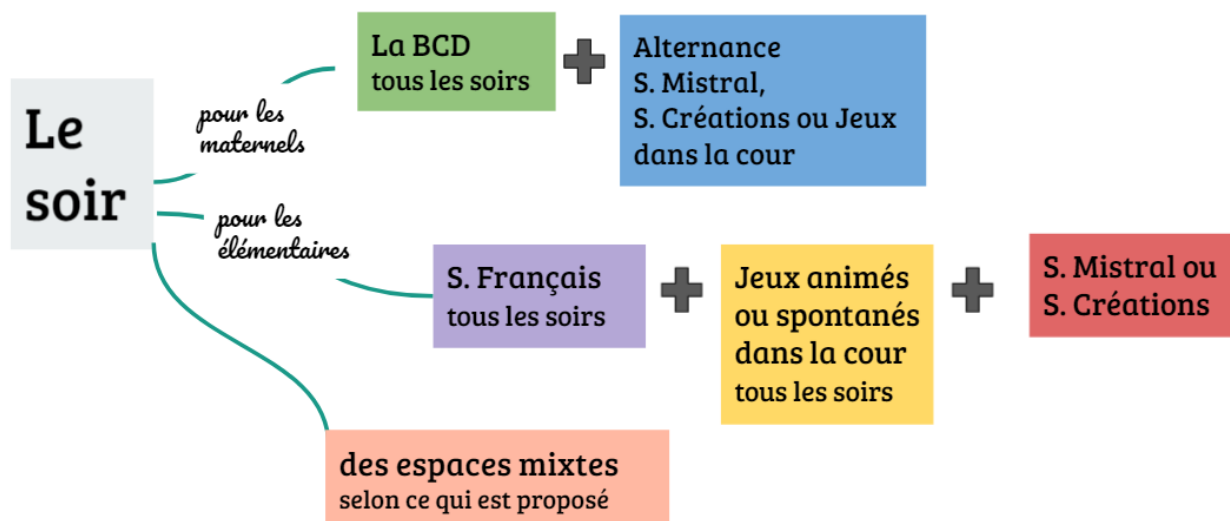 Le
soir
pour les
maternels
La BCD
tous les soirs
Alternance
S. Mistral,
S. Créations ou Jeux
dans la cour
pour les
élémentaires
S. Français
tous les soirs
Jeux animés
ou spontanés
dans la cour
tous les soirs
S. Mistral ou
S. Créations
des espaces mixtes
selon ce qui est proposé